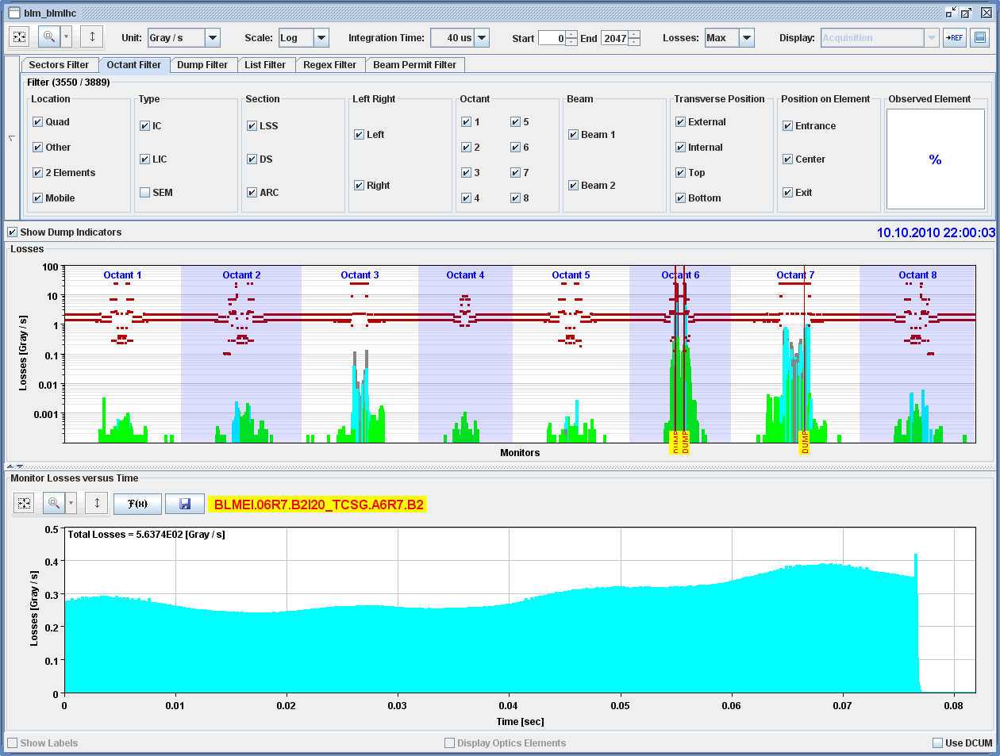 blm_blmlhc
Unit: Gray / s Scale: Log Integration Time: 40 us Start 0 End 2047 Losses: Max Display: Acquisition →REF
Sectors Filter Octant Filter Dump Filter List Filter Regex Filter Beam Permit Filter
Filter (3550 / 3889)
Location Type Section Left Right Octant Beam Transverse Position Position on Element Observed Element
Quad IC LSS Left 1 5 Beam 1 External Entrance
Other LIC DS 2 6 Internal Center %
2 Elements 3 7 Top
Mobile SEM ARC Right 4 8 Beam 2 Bottom Exit
Show Dump Indicators 10.10.2010 22:00:03
Losses
Octant 1 Octant 2 Octant 3 Octant 4 Octant 5 Octant 6 Octant 7 Octant 8
Losses [Gray / s]
100
10
1
0.1
0.01
0.001
DUMP DUMP DUMP
Monitors
Monitor Losses versus Time
F(x) BLMEI.06R7.B2I20_TCSG.A6R7.B2
Total Losses = 5.6374E02 [Gray / s]
Losses [Gray / s]
0.5
0.4
0.3
0.2
0.1
0
0 0.01 0.02 0.03 0.04 0.05 0.06 0.07 0.08
Time [sec]
Show Labels Display Optics Elements Use DCUM